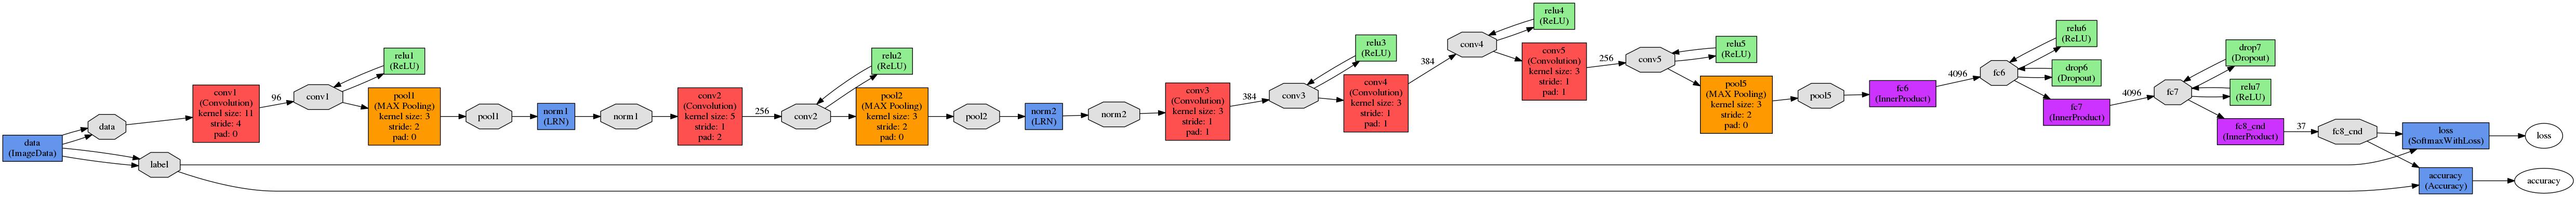 data
(ImageData)
data
label
conv1
(Convolution)
kernel size: 11
stride: 4
pad: 0
96
conv1
relu1
(ReLU)
pool1
(MAX Pooling)
kernel size: 3
stride: 2
pad: 0
pool1
norm1
(LRN)
norm1
conv2
(Convolution)
kernel size: 5
stride: 1
pad: 2
256
conv2
relu2
(ReLU)
pool2
(MAX Pooling)
kernel size: 3
stride: 2
pad: 0
pool2
norm2
(LRN)
norm2
conv3
(Convolution)
kernel size: 3
stride: 1
pad: 1
384
conv3
relu3
(ReLU)
conv4
(Convolution)
kernel size: 3
stride: 1
pad: 1
384
conv4
relu4
(ReLU)
conv5
(Convolution)
kernel size: 3
stride: 1
pad: 1
256
conv5
relu5
(ReLU)
pool5
(MAX Pooling)
kernel size: 3
stride: 2
pad: 0
pool5
fc6
(InnerProduct)
4096
fc6
relu6
(ReLU)
drop6
(Dropout)
fc7
(InnerProduct)
4096
fc7
drop7
(Dropout)
relu7
(ReLU)
fc8_cnd
(InnerProduct)
37
fc8_cnd
loss
(SoftmaxWithLoss)
loss
accuracy
(Accuracy)
accuracy